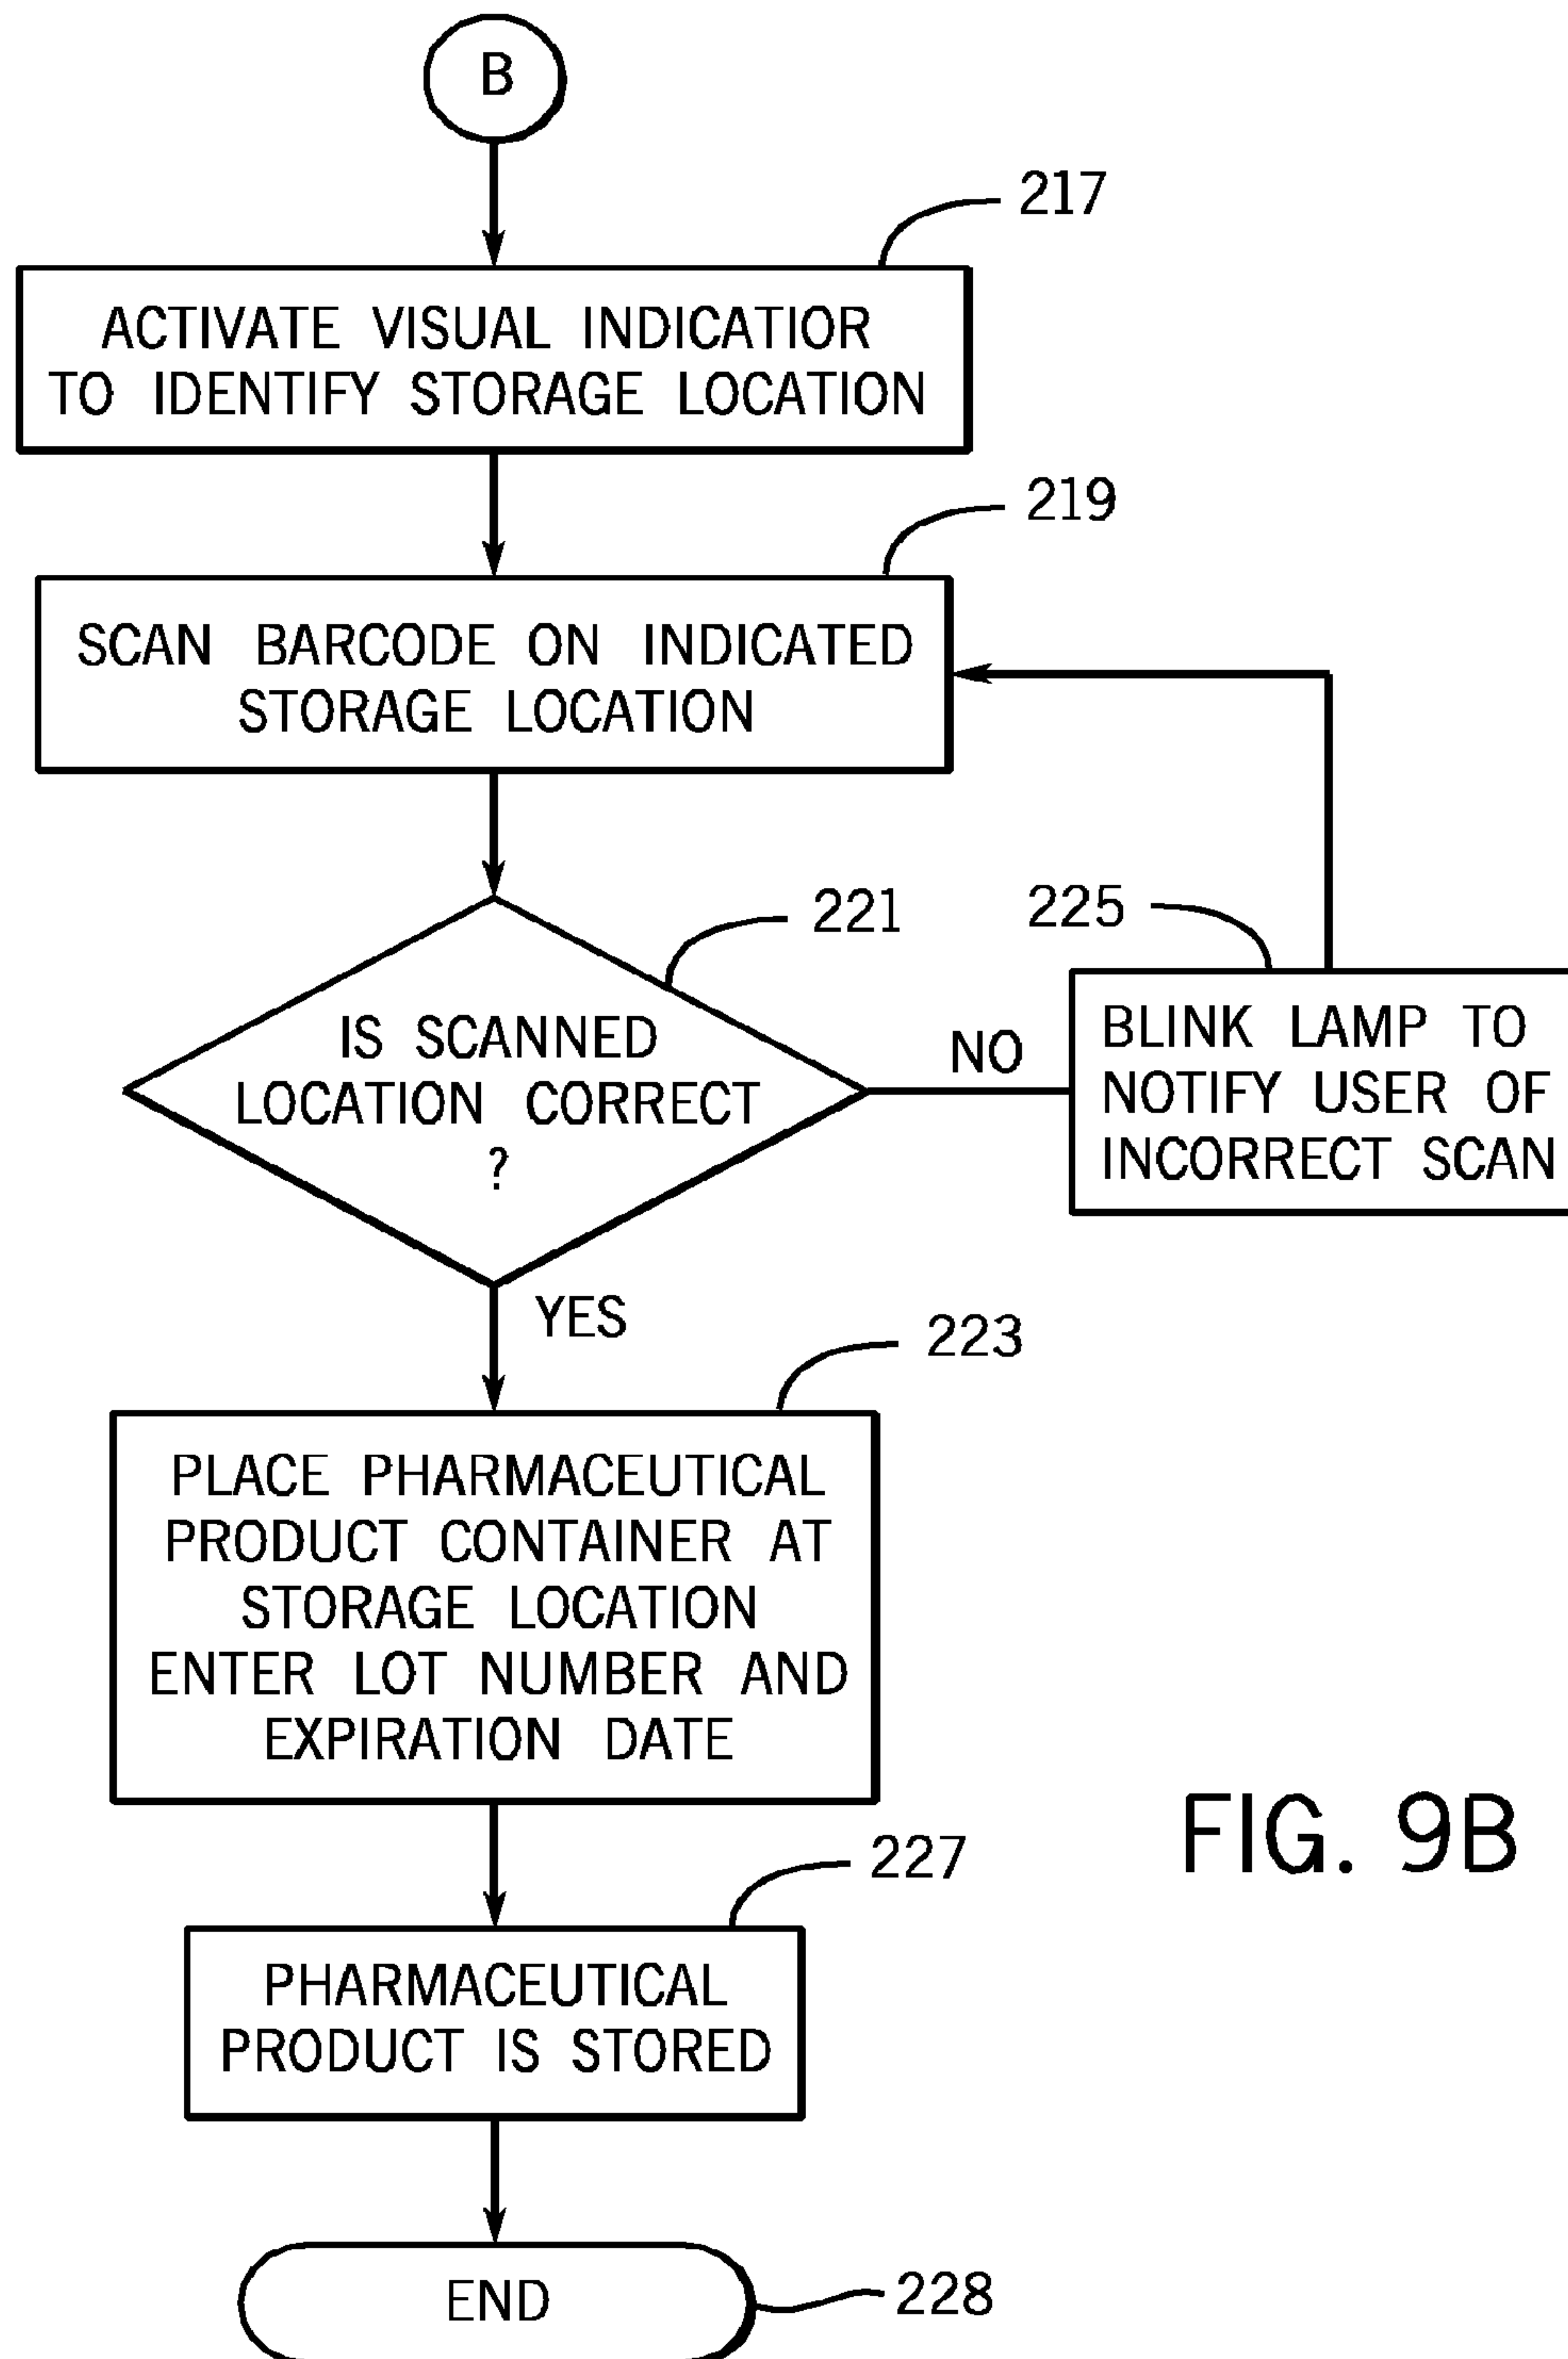 B
217
ACTIVATE VISUAL INDICATIOR
TO IDENTIFY STORAGE LOCATION
219
SCAN BARCODE ON INDICATED
STORAGE LOCATION
221
IS SCANNED
LOCATION CORRECT
?
NO
225
BLINK LAMP TO
NOTIFY USER OF
INCORRECT SCAN
YES
223
PLACE PHARMACEUTICAL
PRODUCT CONTAINER AT
STORAGE LOCATION
ENTER LOT NUMBER AND
EXPIRATION DATE
227
PHARMACEUTICAL
PRODUCT IS STORED
END
228
FIG. 9B